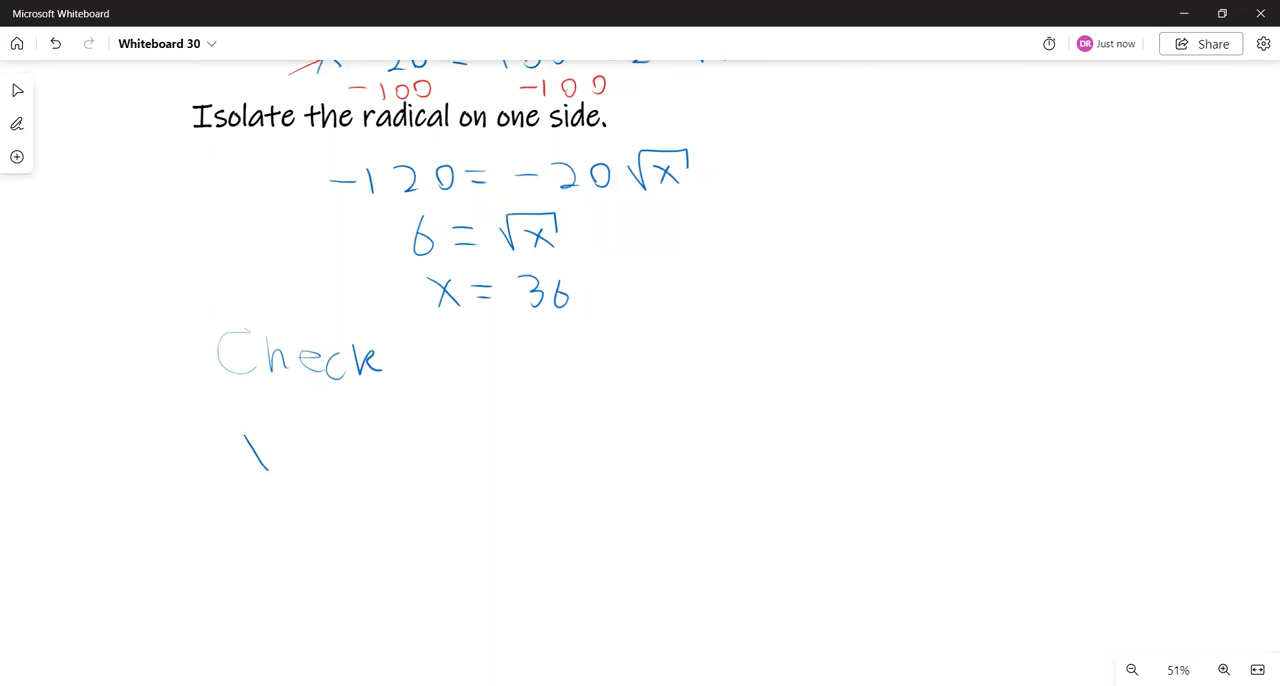 Microsoft Whiteboard
Whiteboard 30
DR Just now
Share
-100 -100
Isolate the radical on one side.
-120 = -20√x
6 = √x
x = 36
Check
51%